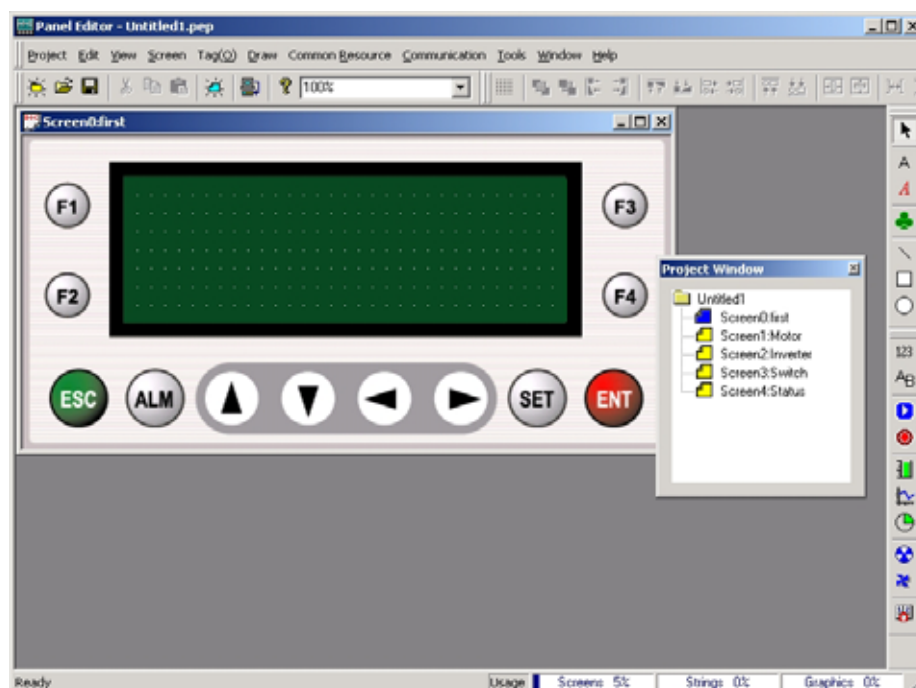 Panel Editor - Untitled1.pep
Project Edit View Screen Tag(Q) Draw Common Resource Communication Tools Window Help
100%
Screen0:first
F1
F3
F2
F4
ESC ALM SET ENT
Project Window
Untitled1
Screen0:first
Screen1:Motor
Screen2:Inverter
Screen3:Switch
Screen4:Status
A
A
123
AB
Ready Usage Screens 5% Strings 0% Graphics 0%